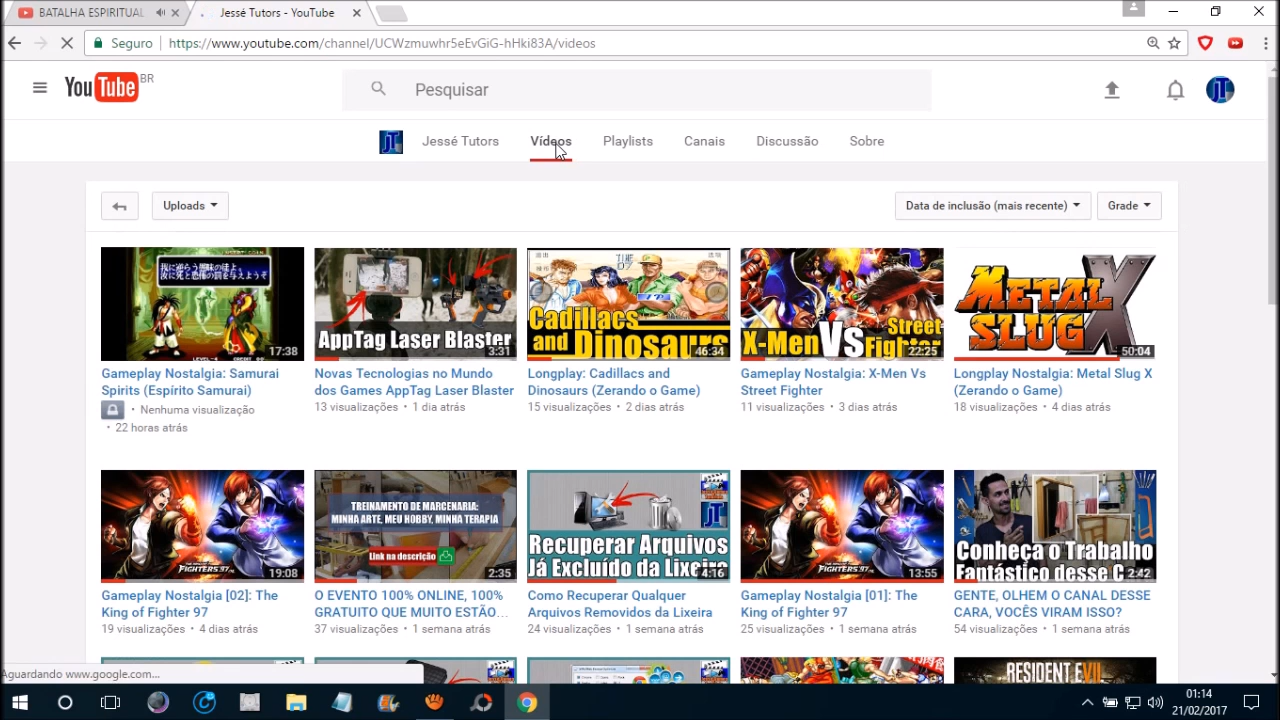 BATALHA ESPIRITUAL
Jessé Tutors - YouTube
Seguro
https://www.youtube.com/channel/UCWzmuwhr5eEvGiG-hHki83A/videos
YouTube BR
Pesquisar
Jessé Tutors
Vídeos
Playlists
Canais
Discussão
Sobre
Uploads
Data de inclusão (mais recente)
Grade
17:38
AppTag Laser Blaster
3:31
Cadillacs
and Dinosaurs
46:34
X-Men Vs Street
Fighter
22:25
METAL
SLUG X
50:04
Gameplay Nostalgia: Samurai
Spirits (Espírito Samurai)
• Nenhuma visualização
• 22 horas atrás
Novas Tecnologias no Mundo
dos Games AppTag Laser Blaster
13 visualizações • 1 dia atrás
Longplay: Cadillacs and
Dinosaurs (Zerando o Game)
15 visualizações • 2 dias atrás
Gameplay Nostalgia: X-Men Vs
Street Fighter
11 visualizações • 3 dias atrás
Longplay Nostalgia: Metal Slug X
(Zerando o Game)
18 visualizações • 4 dias atrás
FIGHTERS '97
19:08
TREINAMENTO DE MARCENARIA:
MINHA ARTE, MEU HOBBY, MINHA TERAPIA
Link na descrição
2:35
JT
Recuperar Arquivos
Já Excluído da Lixeira
4:16
FIGHTERS '97
13:55
Conheça o Trabalho
Fantástico desse C
2:42
Gameplay Nostalgia [02]: The
King of Fighter 97
19 visualizações • 4 dias atrás
O EVENTO 100% ONLINE, 100%
GRATUITO QUE MUITO ESTÃO...
37 visualizações • 1 semana atrás
Como Recuperar Qualquer
Arquivos Removidos da Lixeira
24 visualizações • 1 semana atrás
Gameplay Nostalgia [01]: The
King of Fighter 97
25 visualizações • 1 semana atrás
GENTE, OLHEM O CANAL DESSE
CARA, VOCÊS VIRAM ISSO?
54 visualizações • 1 semana atrás
RESIDENT EVIL
Aguardando www.google.com...
01:14
21/02/2017